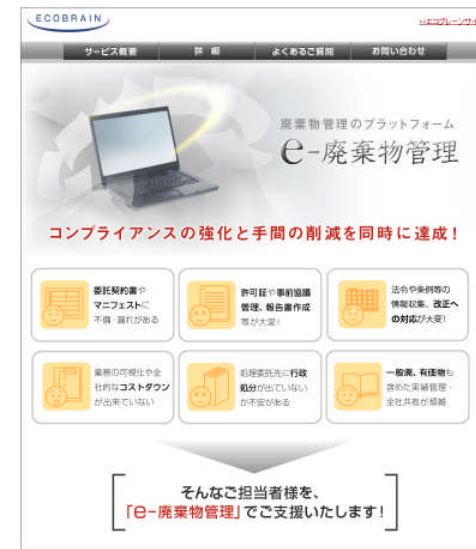 ECOBRAIN
>>エコブレーンサイ
サービス概要
詳細
よくあるご質問
お問い合わせ
廃棄物管理のプラットフォーム
e-廃棄物管理
コンプライアンスの強化と手間の削減を同時に達成！
委託契約書や
マニフェストに
不備・漏れがある
許可証や事前協議
管理、報告書作成
等が大変！
法令や条例等の
情報収集、改正へ
の対応が大変！
業務の可視化や全
社的なコストダウン
が出来ていない
処理委託先に行政
処分が出ていない
か不安がある
一般廃、有価物も
含めた実績管理・
全社共有が煩雑
そんなご担当者様を、
「e-廃棄物管理」でご支援いたします！